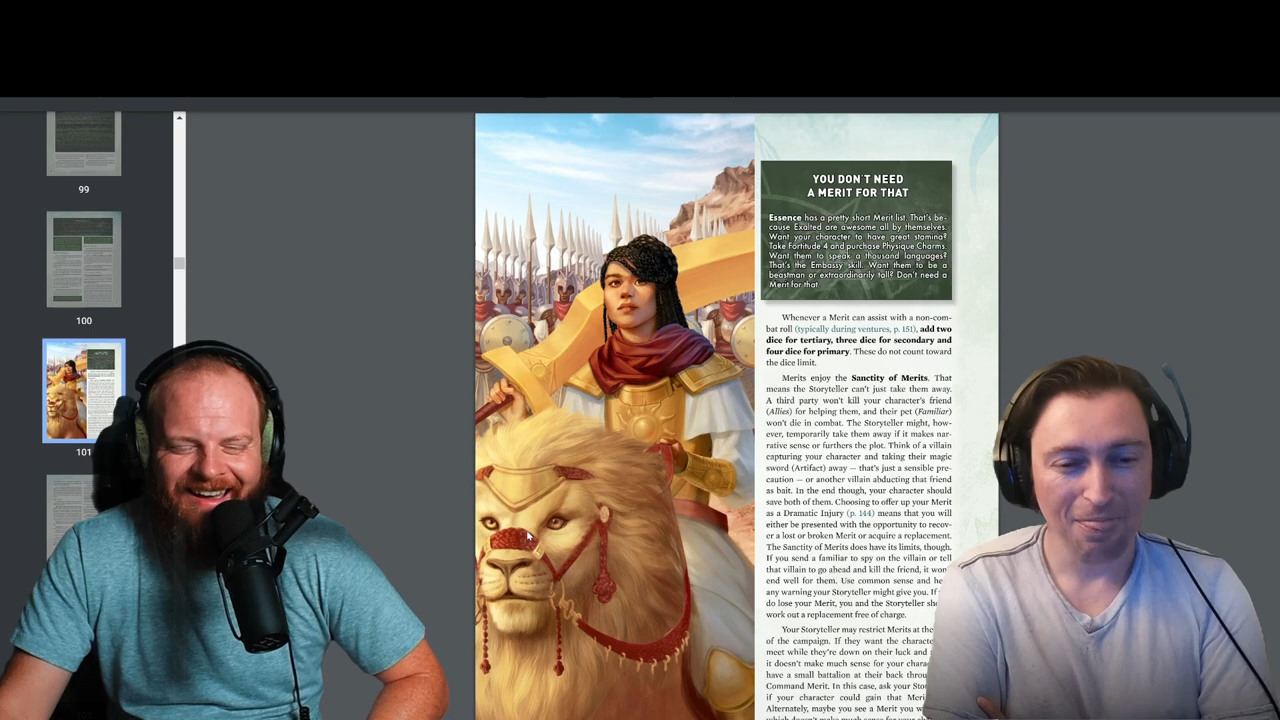 99
100
101
YOU DON'T NEED
A MERIT FOR THAT
Essence has a pretty short Merit list. That's be-
cause Exalted are awesome all by themselves.
Want your character to have great stamina?
Take Fortitude 4 and purchase Physique Charms.
Want them to speak a thousand languages?
That's the Embassy skill. Want them to be a
beastman or extraordinarily tall? Don't need a
Merit for that.
Whenever a Merit can assist with a non-com-
bat roll (typically during ventures, p. 151), add two
dice for tertiary, three dice for secondary and
four dice for primary. These do not count toward
the dice limit.
Merits enjoy the Sanctity of Merits. That
means the Storyteller can't just take them away.
A third party won't kill your character's friend
(Allies) for helping them, and their pet (Familiar)
won't die in combat. The Storyteller might, how-
ever, temporarily take them away if it makes nar-
rative sense or furthers the plot. Think of a villain
capturing your character and taking their magic
sword (Artifact) away — that's just a sensible pre-
caution — or another villain abducting that friend
as bait. In the end though, your character should
save both of them. Choosing to offer up your Merit
as a Dramatic Injury (p. 144) means that you will
either be presented with the opportunity to recov-
er a lost or broken Merit or acquire a replacement.
The Sanctity of Merits does have its limits, though.
If you send a familiar to spy on the villain or tell
that villain to go ahead and kill the friend, it won
end well for them. Use common sense and
any warning your Storyteller might give you. If
do lose your Merit, you and the Storyteller
work out a replacement free of charge.
Your Storyteller may restrict Merits at the
of the campaign. If they want the
meet while they're down on their luck and
it doesn't make much sense for your
have a small battalion at their back
Command Merit. In this case, ask your
if your character could gain that
Alternately, maybe you see a Merit you
which doesn't make much sense for your